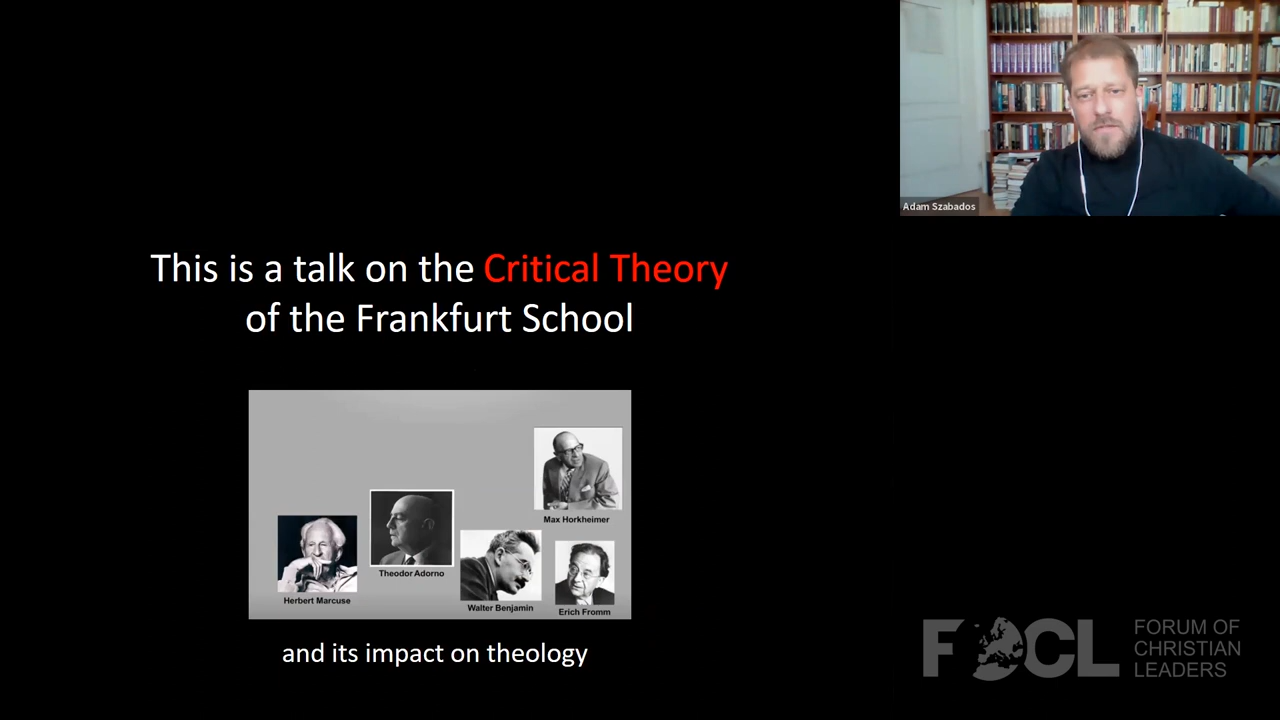 Adam Szabados
This is a talk on the Critical Theory
of the Frankfurt School
Max Horkheimer
Theodor Adorno
Herbert Marcuse
Walter Benjamin
Erich Fromm
and its impact on theology
FOCL
FORUM OF
CHRISTIAN
LEADERS